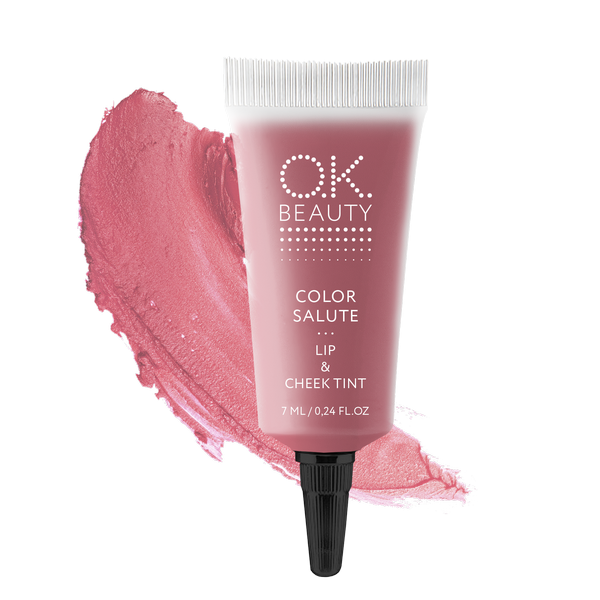 O.K.
BEAUTY
COLOR
SALUTE
LIP
&
CHEEK TINT
7 ML / 0,24 FL.OZ